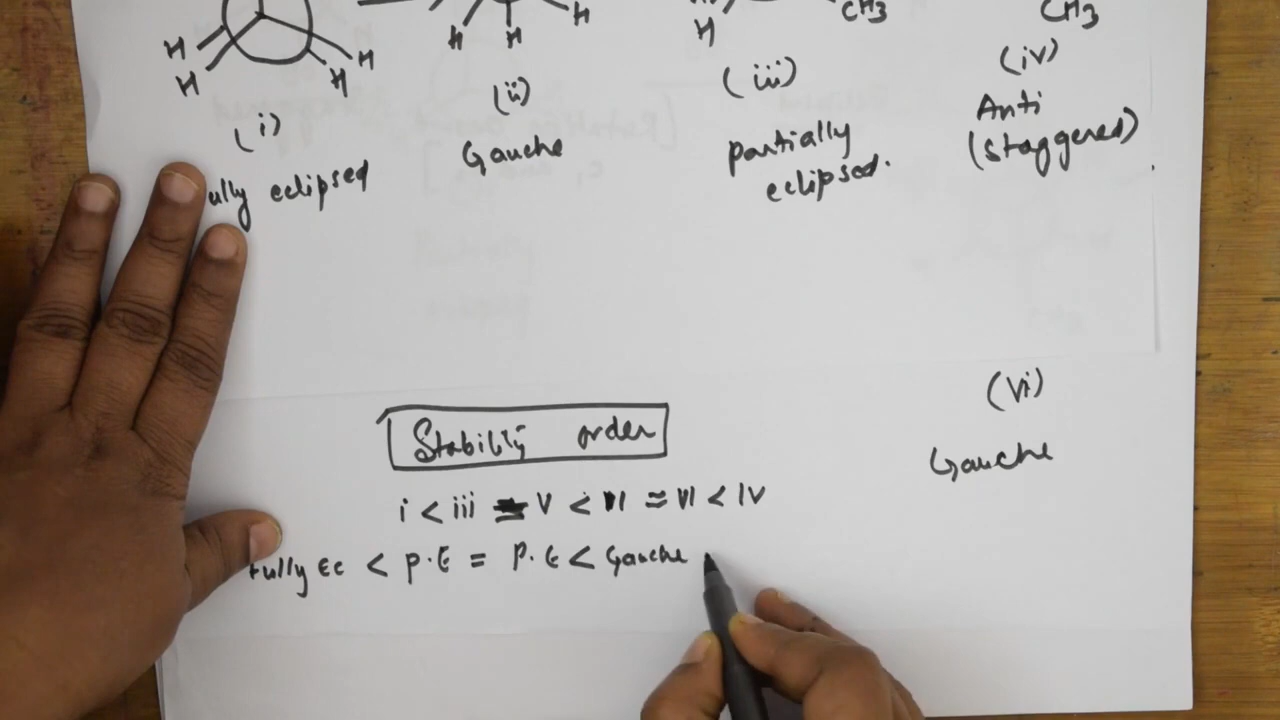 H H H H
(i)
ully eclipsed
H H H
(ii)
Gauche
H CH3
(iii)
partially
eclipsed.
CH3
(iv)
Anti
(Staggered)
(Vi)
Gauche
Stability order
i < iii = V < II ≈ VI < IV
Fully Ec < P.E = P.E < Gauche